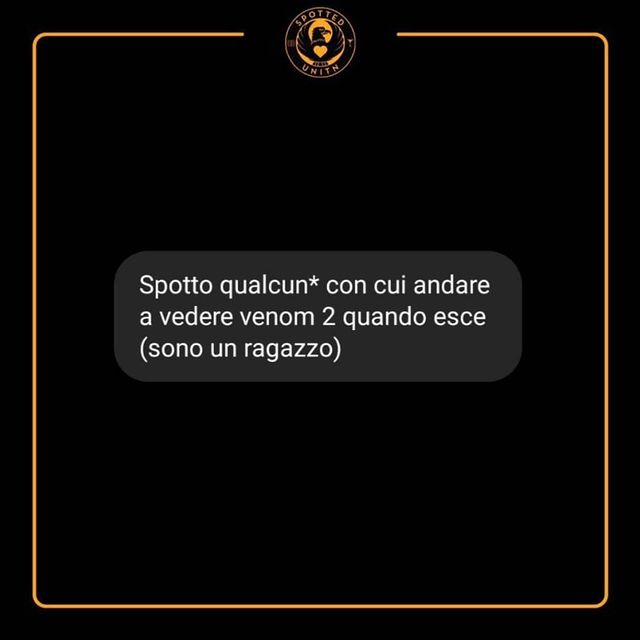 SPOTTED
UNITN
Spotto qualcun* con cui andare
a vedere venom 2 quando esce
(sono un ragazzo)